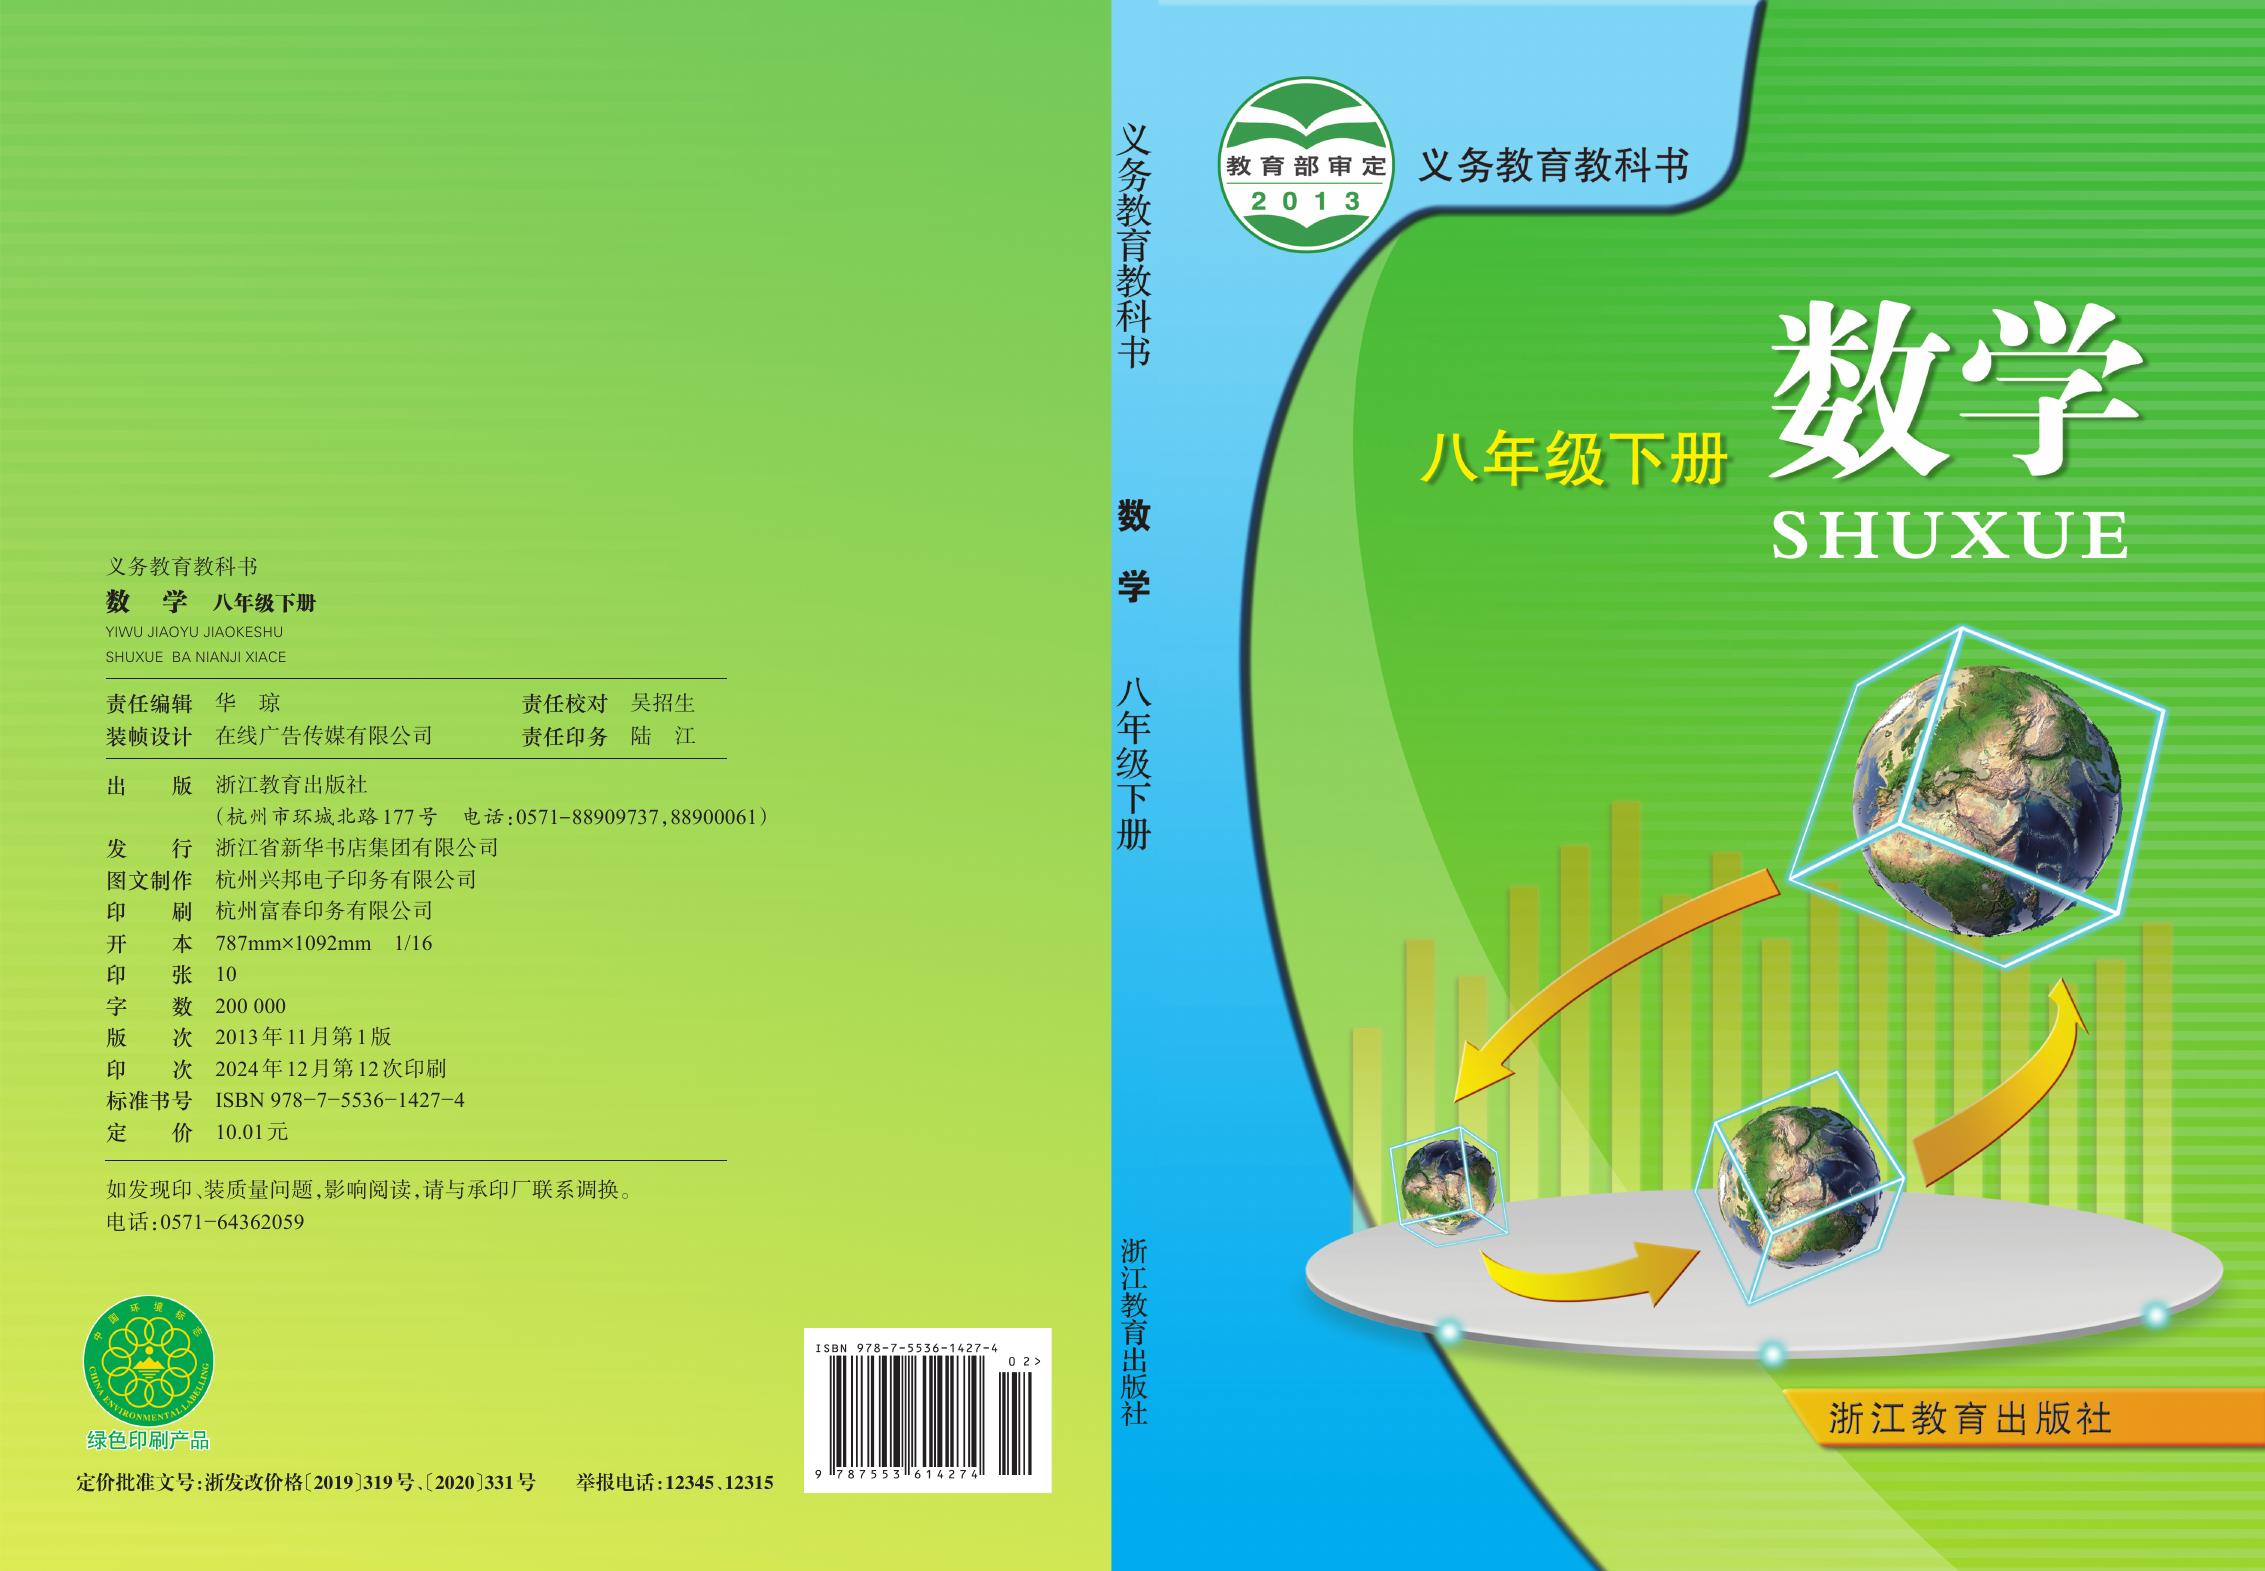 义务教育教科书
数 学 八年级下册
YIWU JIAOYU JIAOKESHU
SHUXUE BA NIANJI XIACE
责任编辑 华 琼 责任校对 吴招生
装帧设计 在线广告传媒有限公司 责任印务 陆 江
出 版 浙江教育出版社
(杭州市环城北路177号 电话:0571-88909737,88900061)
发 行 浙江省新华书店集团有限公司
图文制作 杭州兴邦电子印务有限公司
印 刷 杭州富春印务有限公司
开 本 787mm×1092mm 1/16
印 张 10
字 数 200 000
版 次 2013年11月第1版
印 次 2024年12月第12次印刷
标准书号 ISBN 978-7-5536-1427-4
定 价 10.01元
如发现印、装质量问题,影响阅读,请与承印厂联系调换。
电话:0571-64362059
中国环境标志
CHINA ENVIRONMENTAL LABELLING
绿色印刷产品
定价批准文号:浙发改价格〔2019〕319号、〔2020〕331号 举报电话:12345、12315
ISBN 978-7-5536-1427-4
02>
9 787553 614274
义务教育教科书
数学
八年级下册
浙江教育出版社
教育部审定
2013
义务教育教科书
数学
八年级下册
SHUXUE
浙江教育出版社